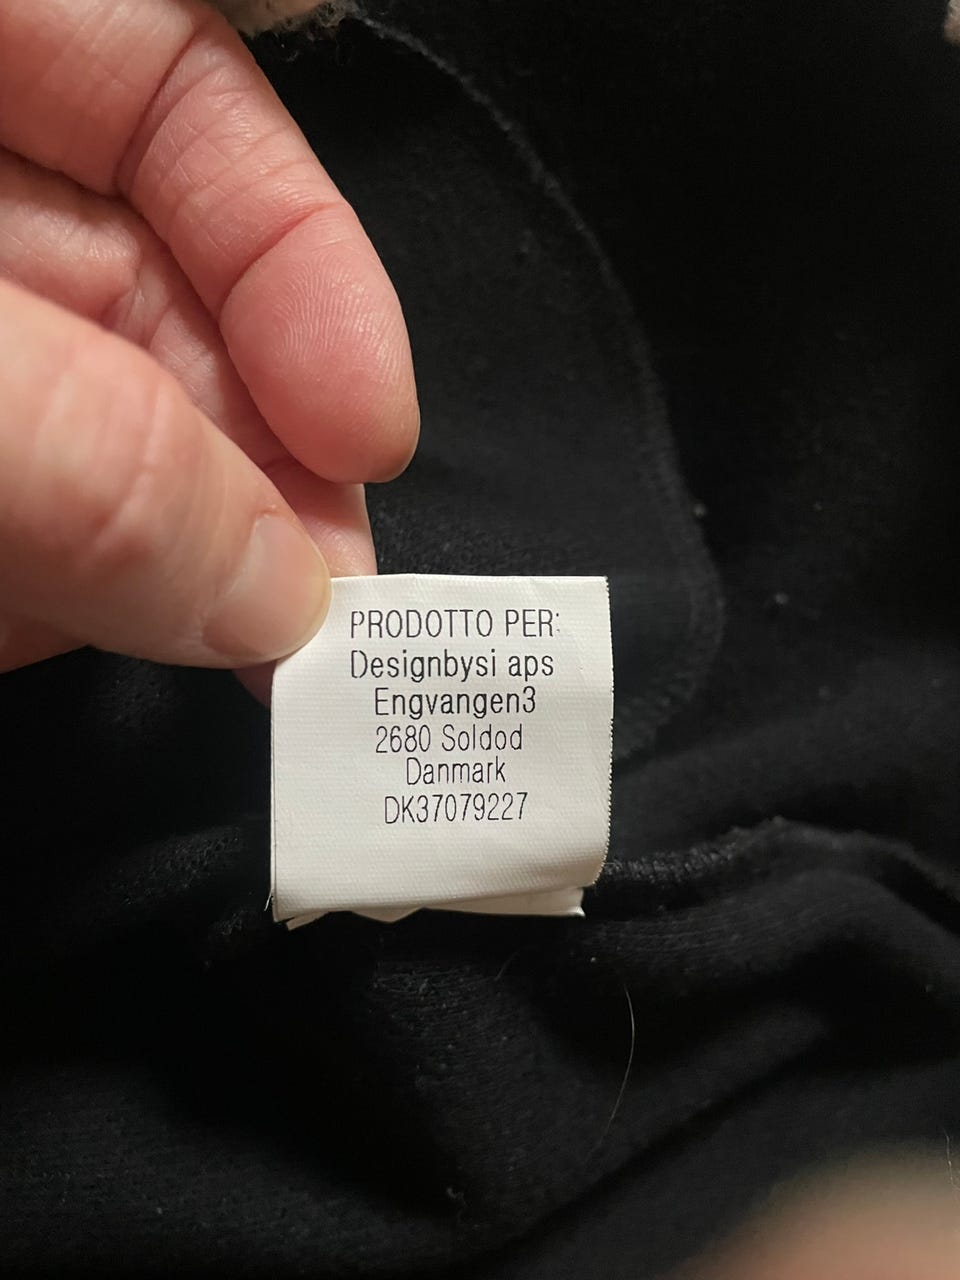 PRODOTTO PER:
Designbysi aps
Engvangen3
2680 Soldod
Danmark
DK37079227